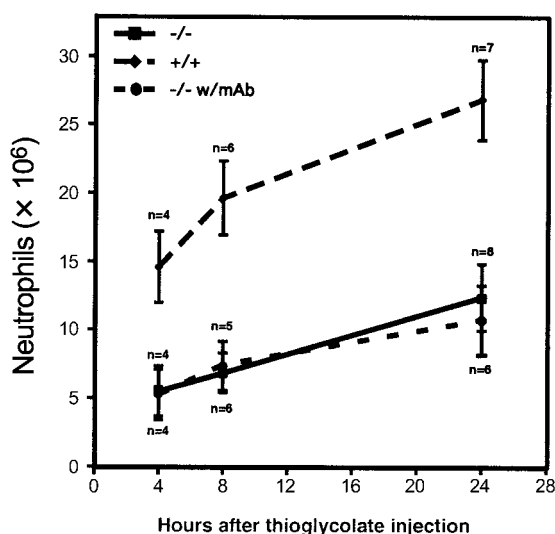 -/-
+/+
-/- w/mAb
Neutrophils (× 10⁶)
30
25
20
15
10
5
0
n=4
n=6
n=7
n=4
n=5
n=6
n=4
n=6
n=6
0 4 8 12 16 20 24 28
Hours after thioglycolate injection